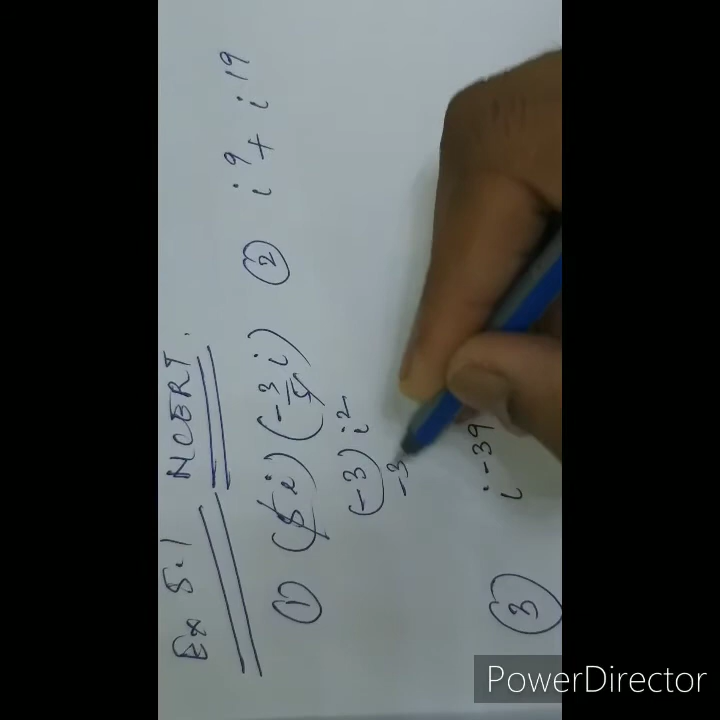 Ex 5.1 NCERT.
① (5i)(-3/5 i) ② i⁹ + i¹⁹
(-3) i²
-3
③ i⁻³⁹
PowerDirector